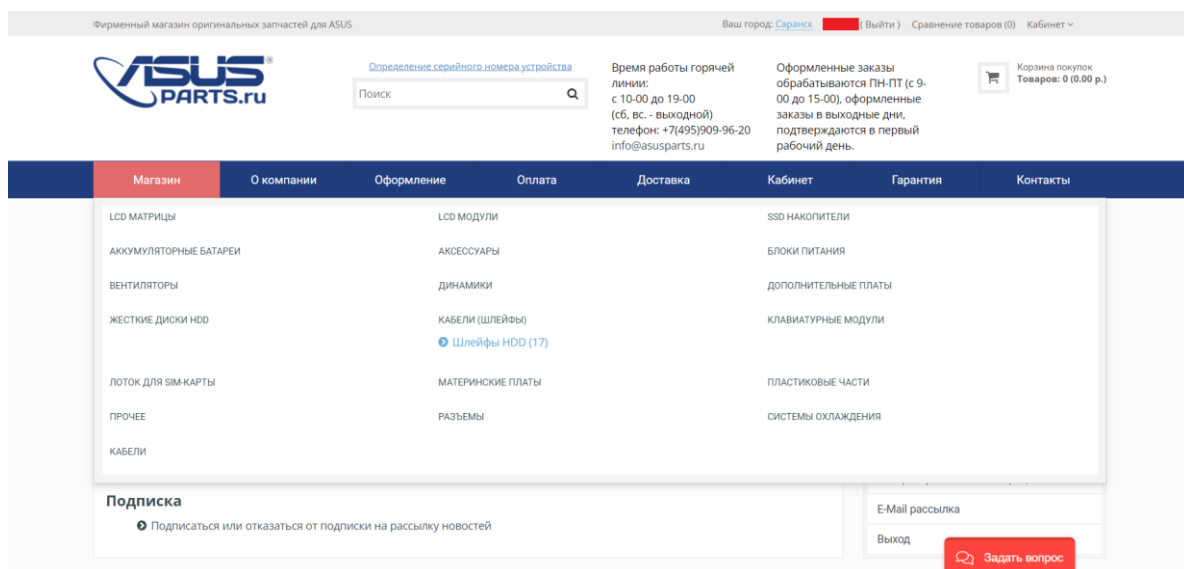 Фирменный магазин оригинальных запчастей для ASUS
Ваш город: Саранск ( Выйти ) Сравнение товаров (0) Кабинет
ASUS®
PARTS.ru
Определение серийного номера устройства
Поиск
Время работы горячей
линии:
с 10-00 до 19-00
(сб, вс. - выходной)
телефон: +7(495)909-96-20
info@asusparts.ru
Оформленные заказы
обрабатываются ПН-ПТ (с 9-
00 до 15-00), оформленные
заказы в выходные дни,
подтверждаются в первый
рабочий день.
Корзина покупок
Товаров: 0 (0.00 р.)
Магазин О компании Оформление Оплата Доставка Кабинет Гарантия Контакты
LCD МАТРИЦЫ LCD МОДУЛИ SSD НАКОПИТЕЛИ
АККУМУЛЯТОРНЫЕ БАТАРЕИ АКСЕССУАРЫ БЛОКИ ПИТАНИЯ
ВЕНТИЛЯТОРЫ ДИНАМИКИ ДОПОЛНИТЕЛЬНЫЕ ПЛАТЫ
ЖЕСТКИЕ ДИСКИ HDD КАБЕЛИ (ШЛЕЙФЫ) КЛАВИАТУРНЫЕ МОДУЛИ
Шлейфы HDD (17)
ЛОТОК ДЛЯ SIM-КАРТЫ МАТЕРИНСКИЕ ПЛАТЫ ПЛАСТИКОВЫЕ ЧАСТИ
ПРОЧЕЕ РАЗЪЕМЫ СИСТЕМЫ ОХЛАЖДЕНИЯ
КАБЕЛИ
Подписка
Подписаться или отказаться от подписки на рассылку новостей
E-Mail рассылка
Выход
Задать вопрос